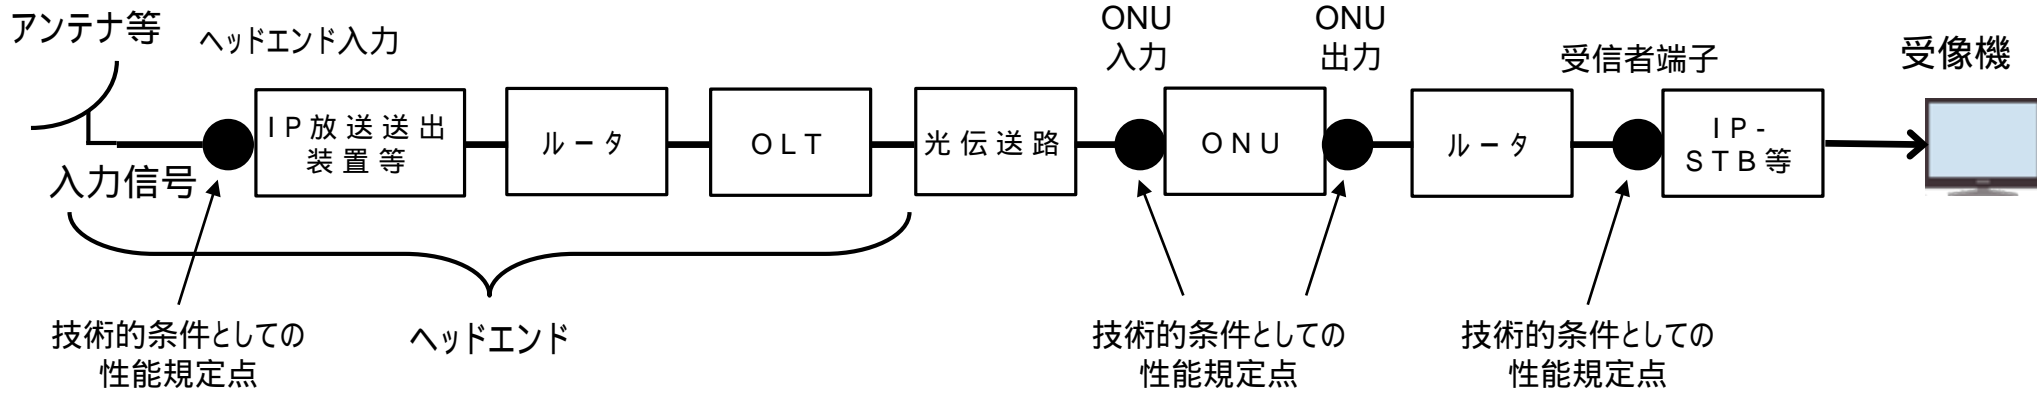 アンテナ等
ヘッドエンド入力
ONU
入力
ONU
出力
受信者端子
受像機
IP放送送出
装置等
ルータ
OLT
光伝送路
ONU
ルータ
IP-
STB等
入力信号
技術的条件としての
性能規定点
ヘッドエンド
技術的条件としての
性能規定点
技術的条件としての
性能規定点